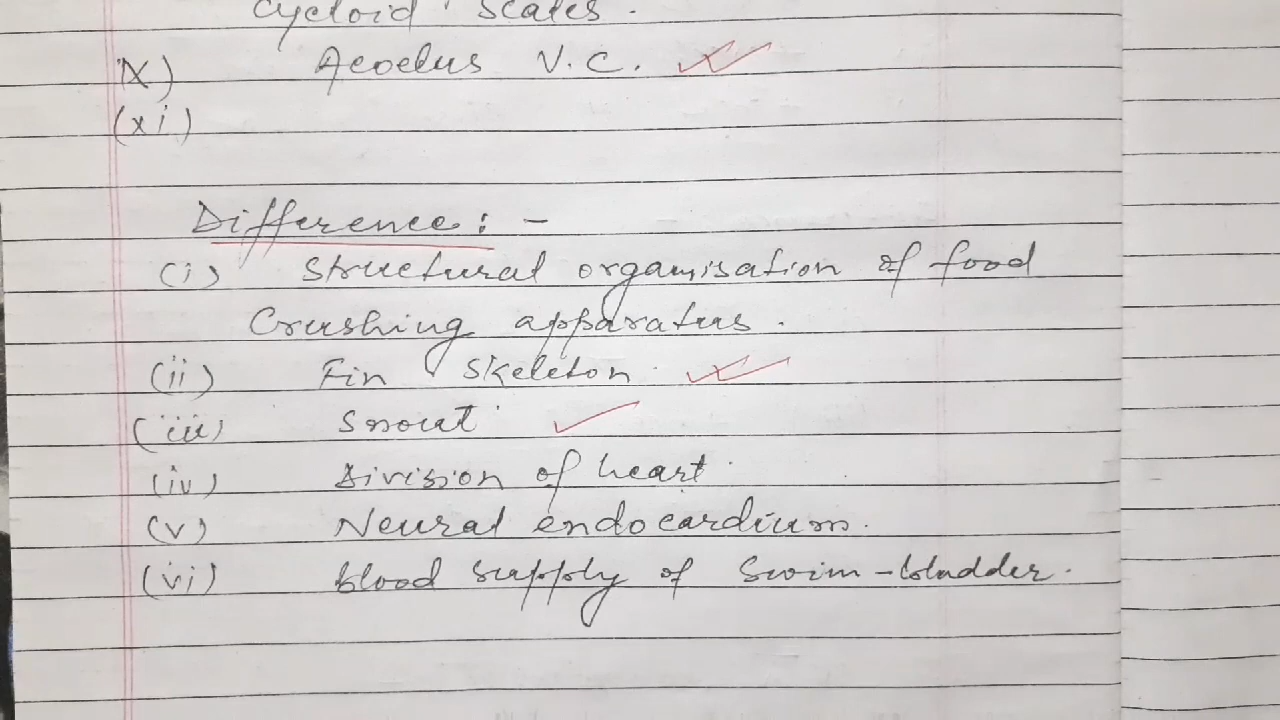 Cycloid scales.
IX) Acoelus V.C.
(xi)
Difference: -
(i) Structural organisation of food
Crushing apparatus.
(ii) Fin skeleton.
(iii) Snout.
(iv) Division of heart.
(v) Neural endocardium.
(vi) blood supply of Swim-bladder.